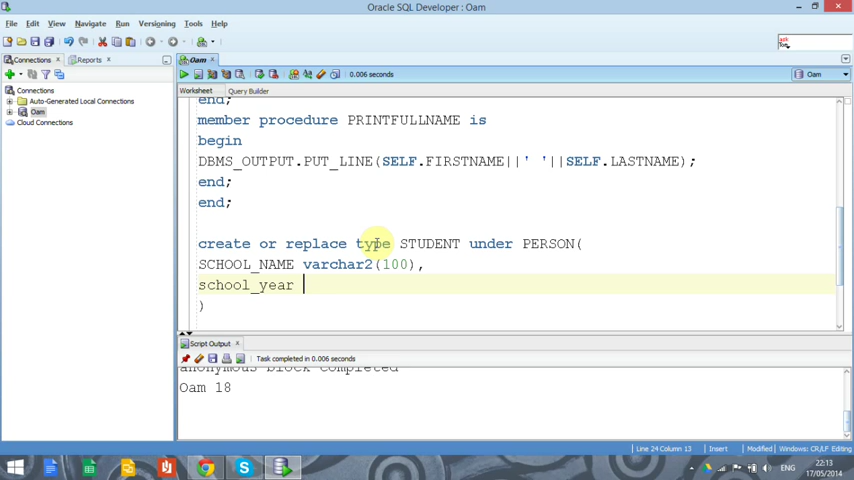 Oracle SQL Developer : Oam
File Edit View Navigate Run Versioning Tools Help
Connections Reports Oam
0.006 seconds Oam
Worksheet Query Builder
Connections
Auto-Generated Local Connections
Oam
Cloud Connections
end;
member procedure PRINTFULLNAME is
begin
DBMS_OUTPUT.PUT_LINE(SELF.FIRSTNAME||' '||SELF.LASTNAME);
end;
end;
create or replace type STUDENT under PERSON(
SCHOOL_NAME varchar2(100),
school_year
)
Script Output
Task completed in 0.006 seconds
anonymous block completed
Oam 18
Line 24 Column 13 Insert Modified Windows: CR/LF Editing
ENG
22:13
17/05/2014